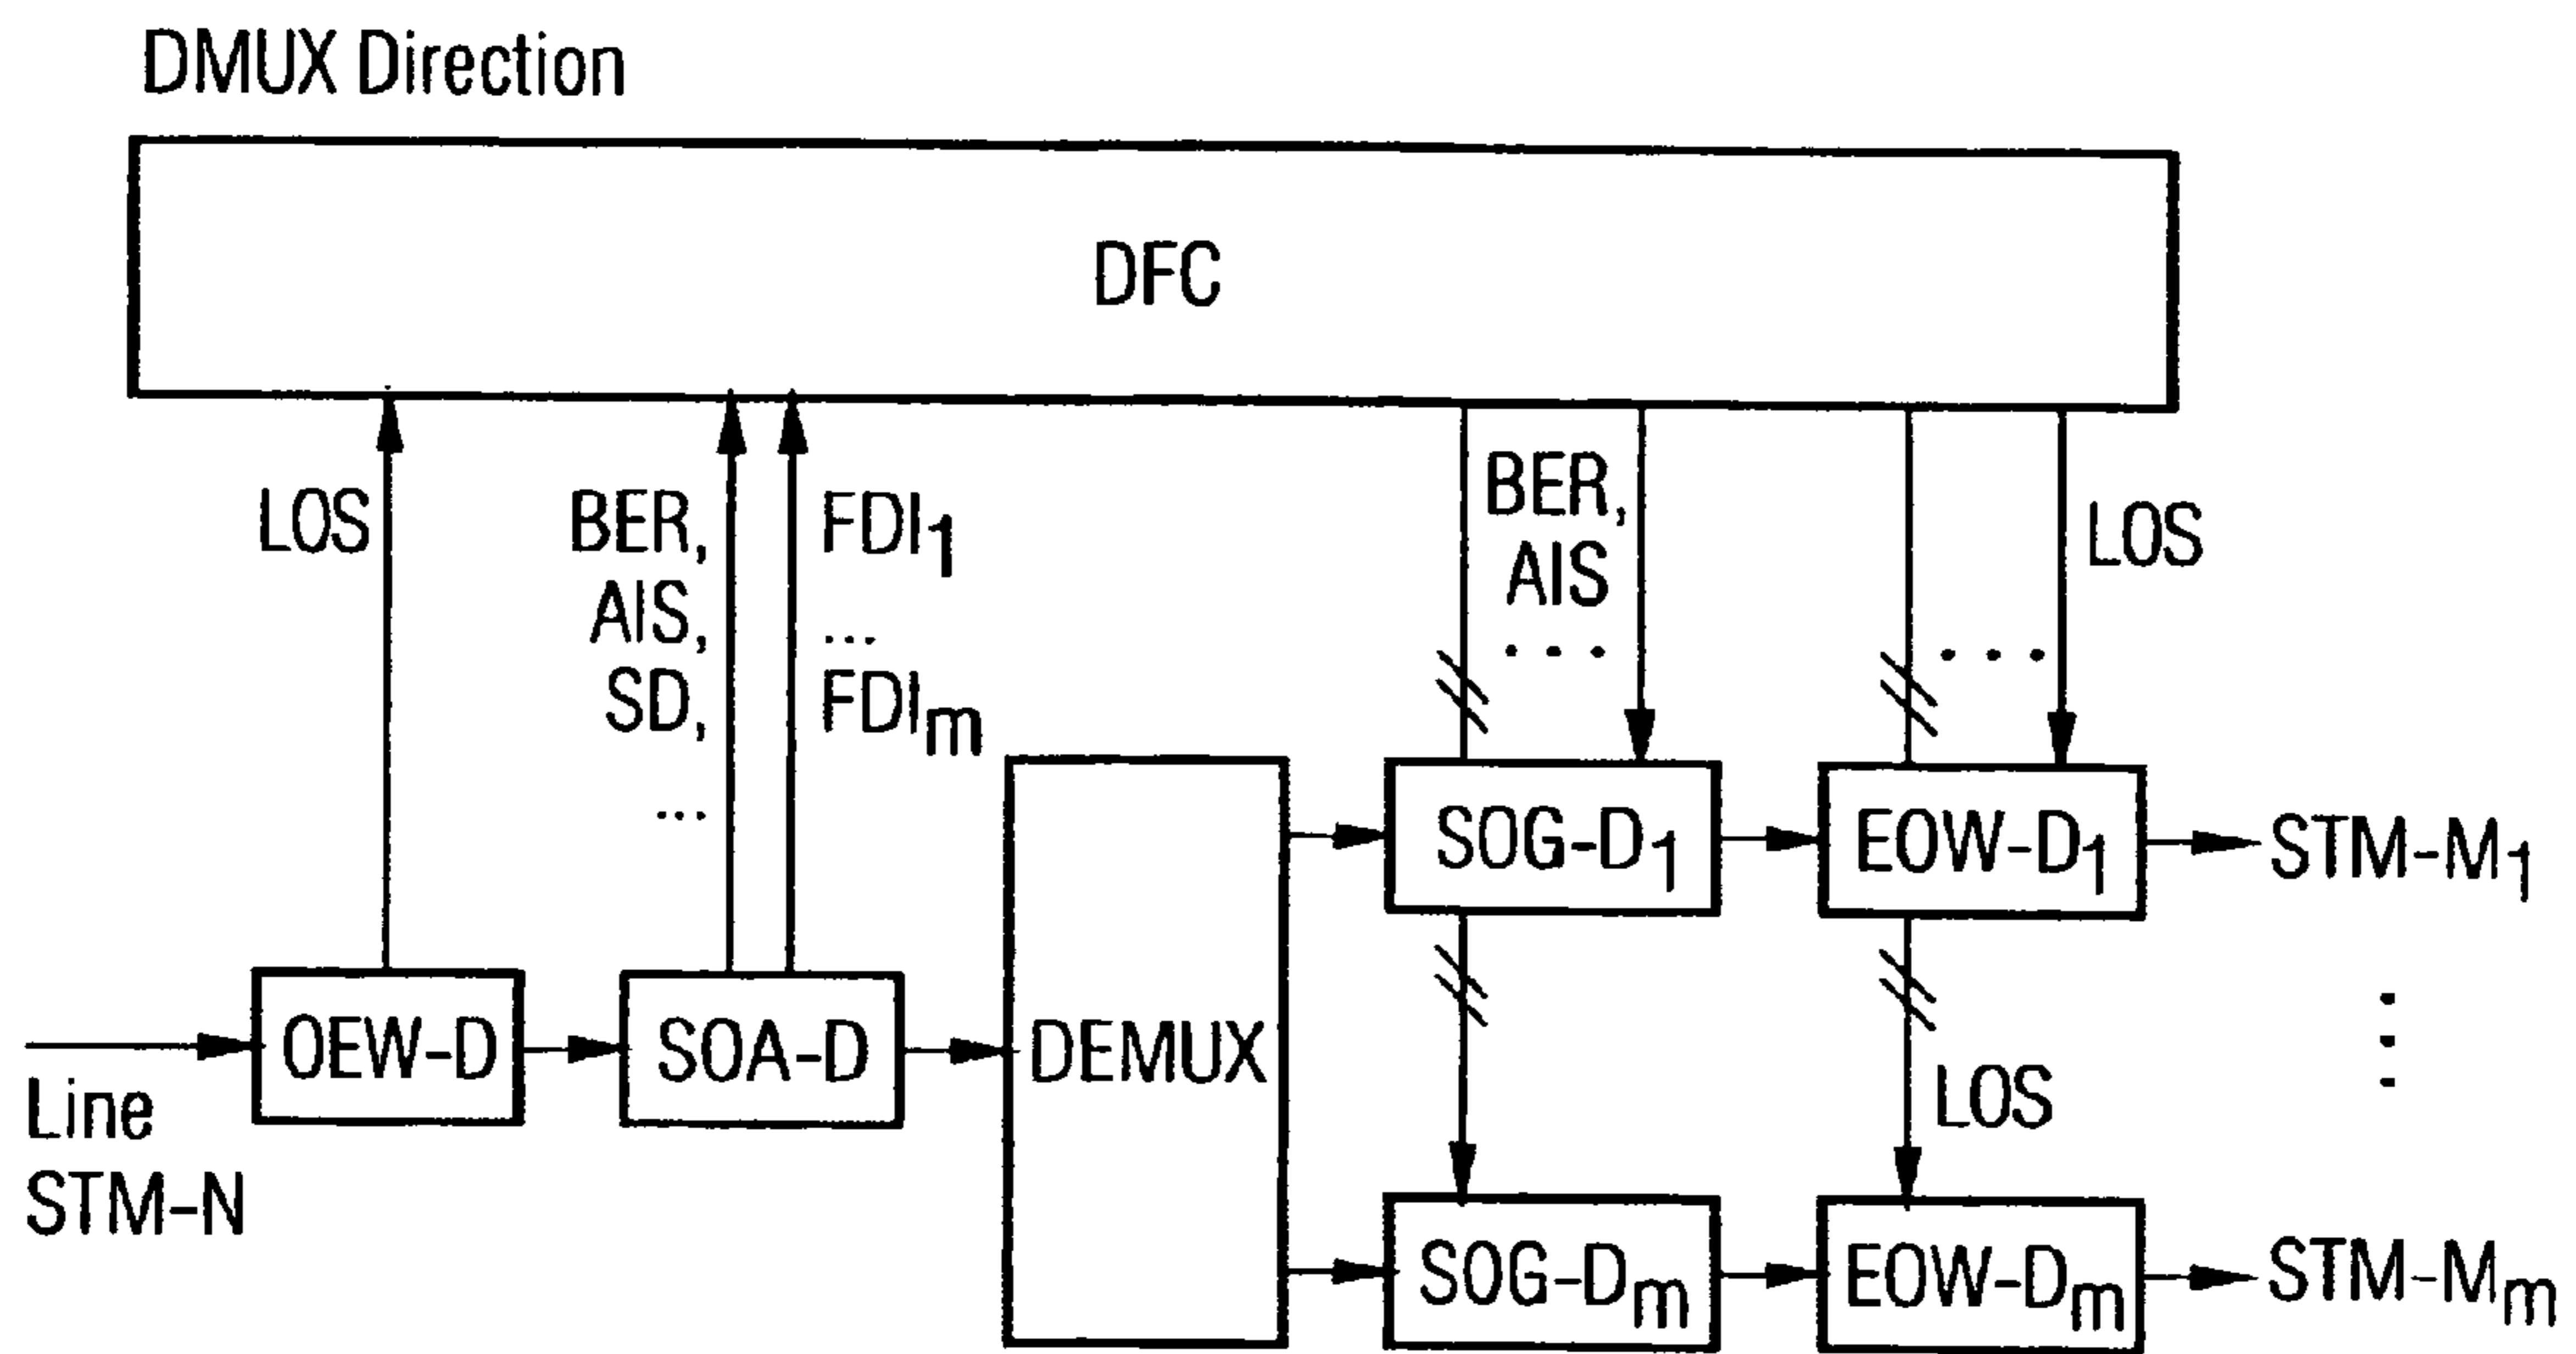 DMUX Direction
DFC
LOS
BER,
AIS,
SD,
...
FDI1
...
FDIm
BER,
AIS
...
...
LOS
OEW-D
SOA-D
DEMUX
SOG-D1
EOW-D1
STM-M1
Line
STM-N
LOS
SOG-Dm
EOW-Dm
STM-Mm